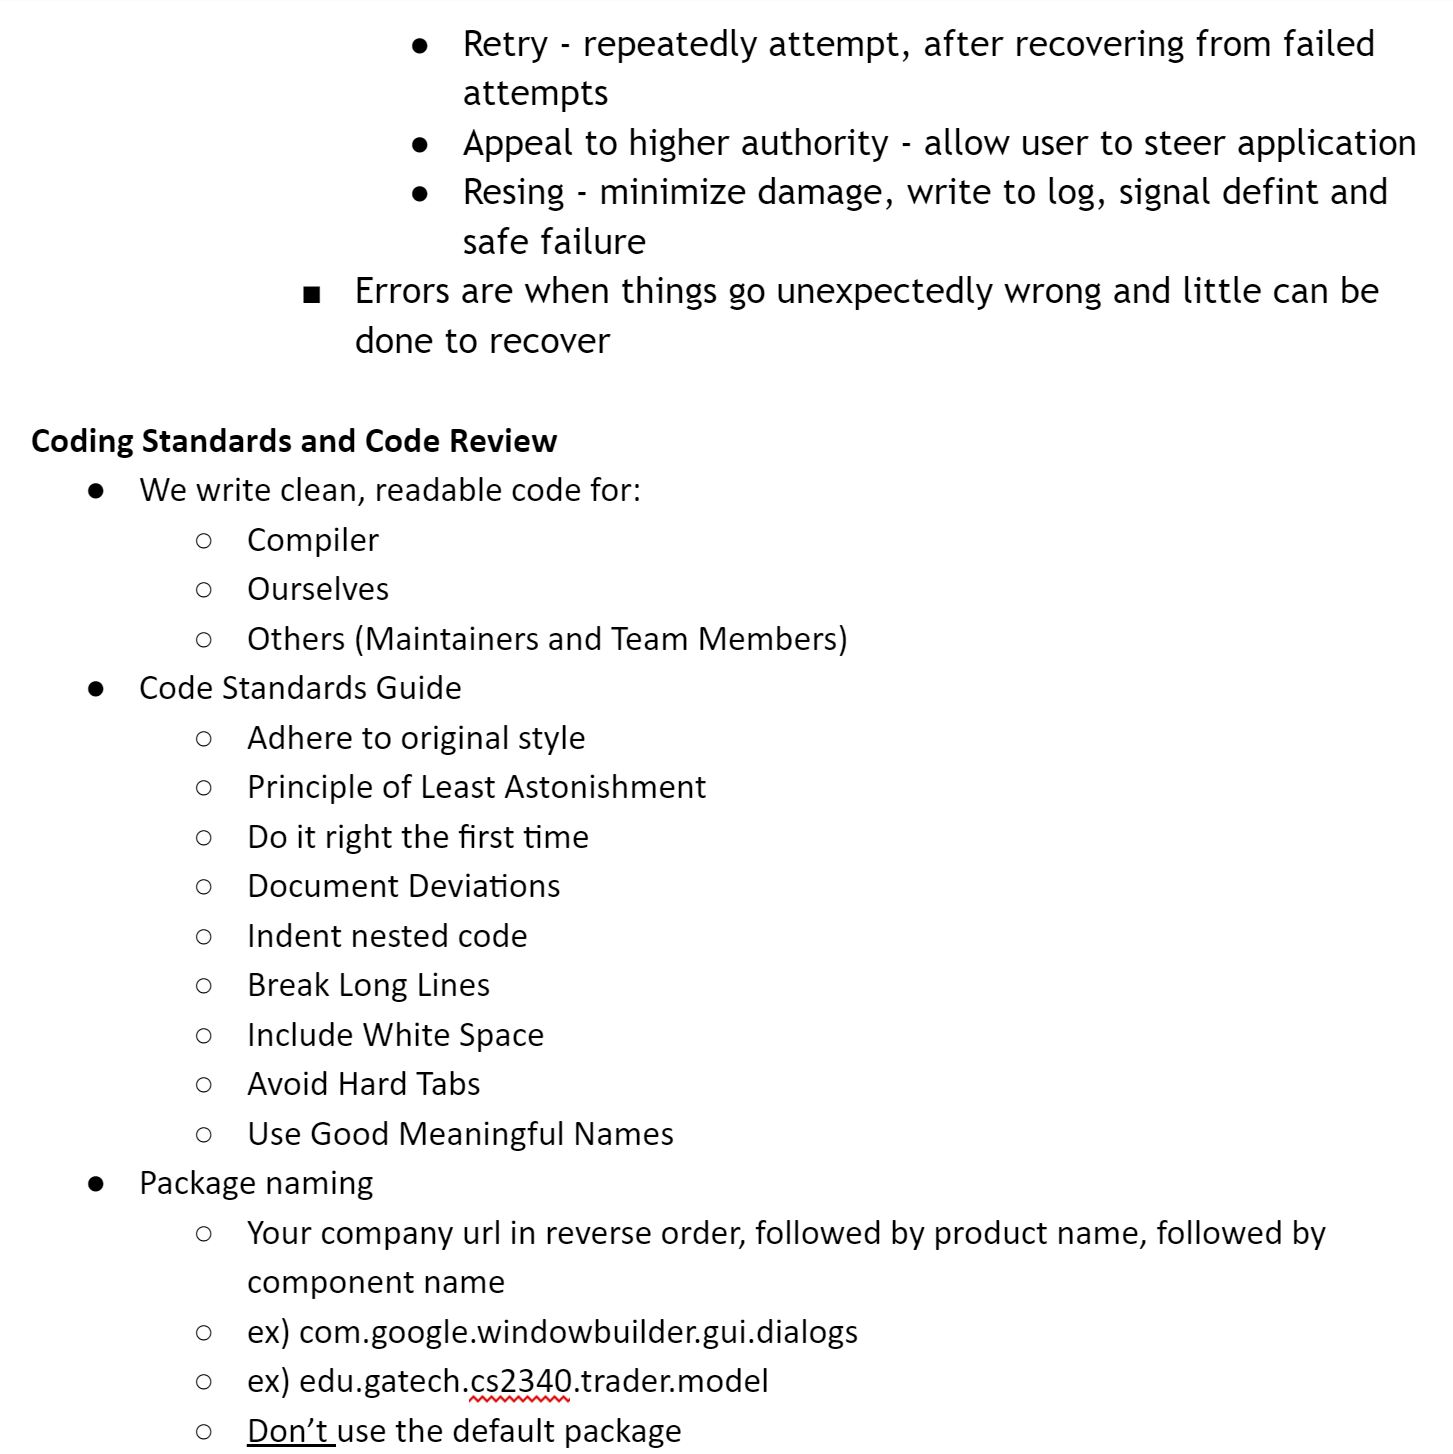 ● Retry - repeatedly attempt, after recovering from failed
attempts
● Appeal to higher authority - allow user to steer application
● Resing - minimize damage, write to log, signal defint and
safe failure
■ Errors are when things go unexpectedly wrong and little can be
done to recover
Coding Standards and Code Review
● We write clean, readable code for:
○ Compiler
○ Ourselves
○ Others (Maintainers and Team Members)
● Code Standards Guide
○ Adhere to original style
○ Principle of Least Astonishment
○ Do it right the first time
○ Document Deviations
○ Indent nested code
○ Break Long Lines
○ Include White Space
○ Avoid Hard Tabs
○ Use Good Meaningful Names
● Package naming
○ Your company url in reverse order, followed by product name, followed by
component name
○ ex) com.google.windowbuilder.gui.dialogs
○ ex) edu.gatech.cs2340.trader.model
○ Don’t use the default package